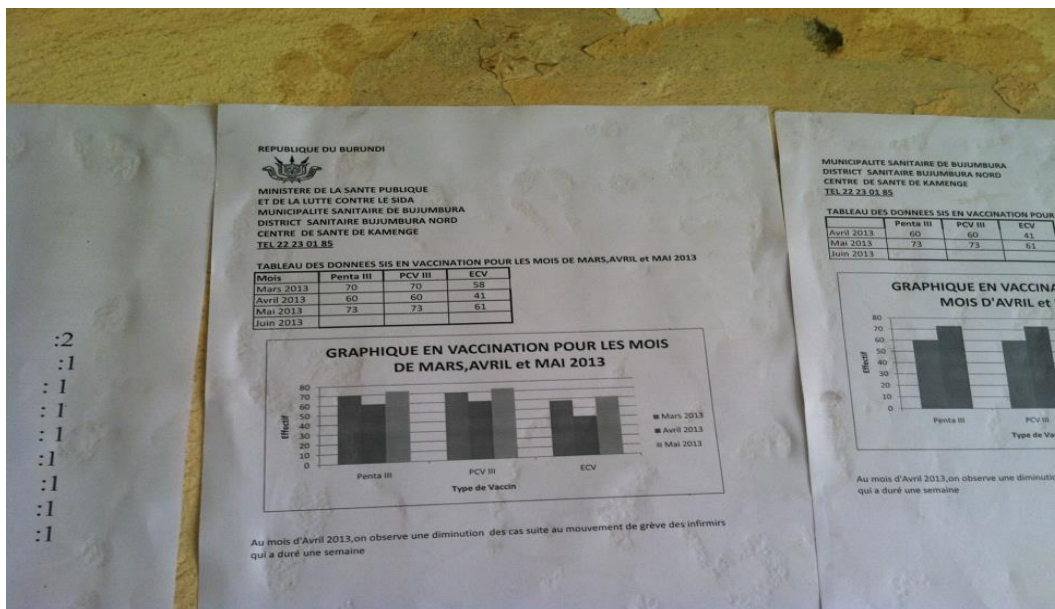 :2
:1
: 1
: 1
: 1
:1
:1
:1
:1
REPUBLIQUE DU BURUNDI
MINISTERE DE LA SANTE PUBLIQUE
ET DE LA LUTTE CONTRE LE SIDA
MUNICIPALITE SANITAIRE DE BUJUMBURA
DISTRICT SANITAIRE BUJUMBURA NORD
CENTRE DE SANTE DE KAMENGE
TEL 22 23 01 85
TABLEAU DES DONNEES SIS EN VACCINATION POUR LES MOIS DE MARS,AVRIL et MAI 2013
Mois Penta III PCV III ECV
Mars 2013 70 70 58
Avril 2013 60 60 41
Mai 2013 73 73 61
Juin 2013
GRAPHIQUE EN VACCINATION POUR LES MOIS
DE MARS,AVRIL et MAI 2013
80
70
60
50
40
30
20
10
0
Effectif
Penta III PCV III ECV
Type de Vaccin
Mars 2013
Avril 2013
Mai 2013
Au mois d'Avril 2013,on observe une diminution des cas suite au mouvement de grève des infirmirs
qui a duré une semaine
MUNICIPALITE SANITAIRE DE BUJUMBURA
DISTRICT SANITAIRE BUJUMBURA NORD
CENTRE DE SANTE DE KAMENGE
TEL 22 23 01 85
TABLEAU DES DONNEES SIS EN VACCINATION POUR
Penta III PCV III ECV
Avril 2013 60 60 41
Mai 2013 73 73 61
Juin 2013
GRAPHIQUE EN VACCINA
MOIS D'AVRIL et
80
70
60
50
40
30
20
10
0
Effectif
Penta III PCV III
Type de Va
Au mois d'Avril 2013,on observe une diminutio
qui a duré une semaine